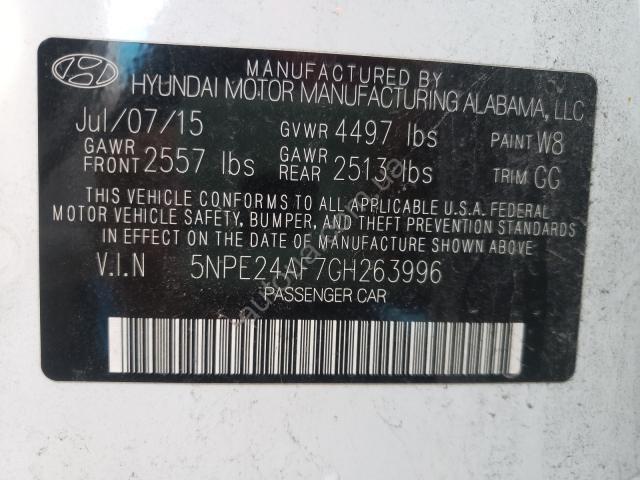 MANUFACTURED BY
HYUNDAI MOTOR MANUFACTURING ALABAMA, LLC
Jul/07/15 GVWR 4497 lbs PAINT W8
GAWR FRONT 2557 lbs GAWR REAR 2513 lbs TRIM GG
THIS VEHICLE CONFORMS TO ALL APPLICABLE U.S.A. FEDERAL
MOTOR VEHICLE SAFETY, BUMPER, AND THEFT PREVENTION STANDARDS
IN EFFECT ON THE DATE OF MANUFACTURE SHOWN ABOVE.
V.I.N 5NPE24AF7GH263996
PASSENGER CAR